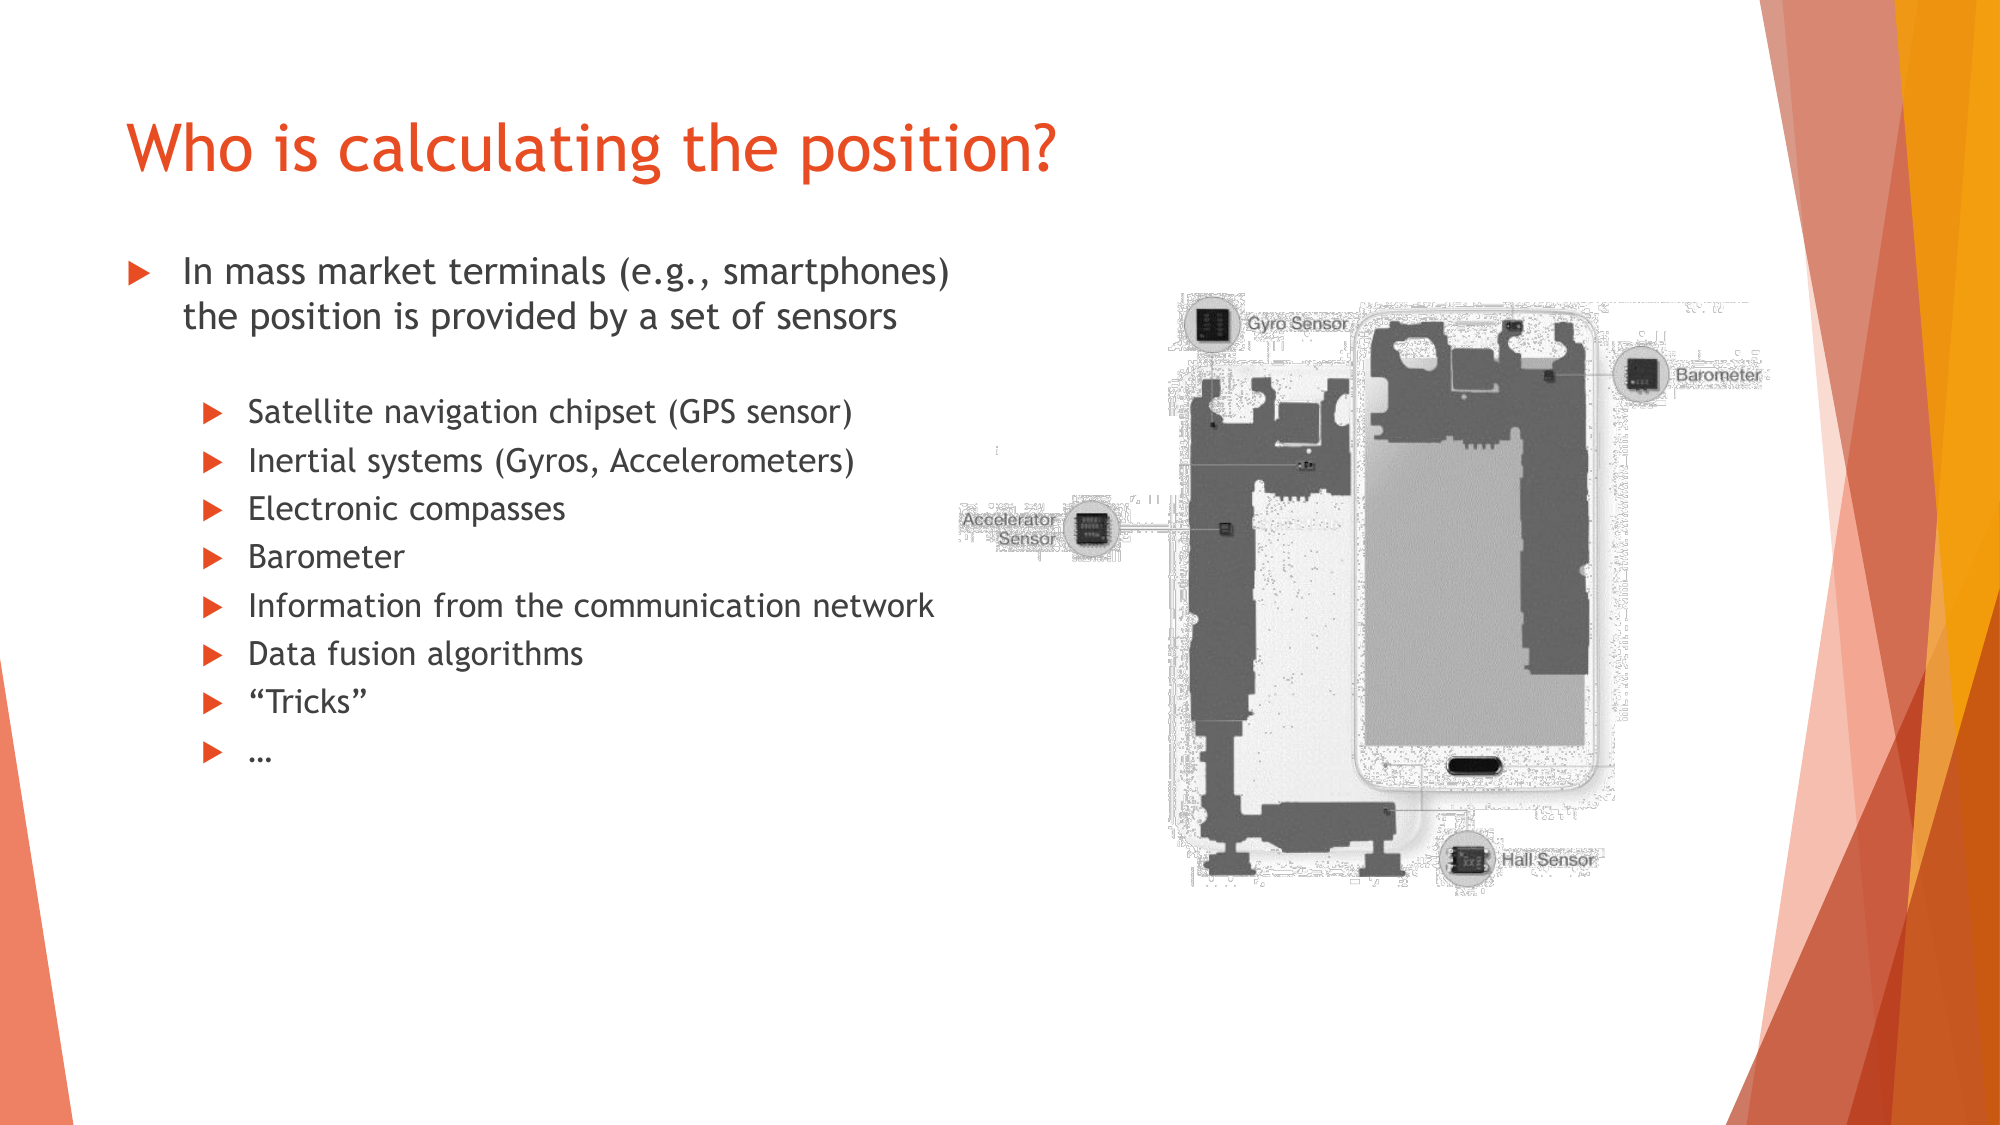 Who is calculating the position?
In mass market terminals (e.g., smartphones)
the position is provided by a set of sensors
Satellite navigation chipset (GPS sensor)
Inertial systems (Gyros, Accelerometers)
Electronic compasses
Barometer
Information from the communication network
Data fusion algorithms
“Tricks”
…
Gyro Sensor
Barometer
Accelerator
Sensor
Hall Sensor